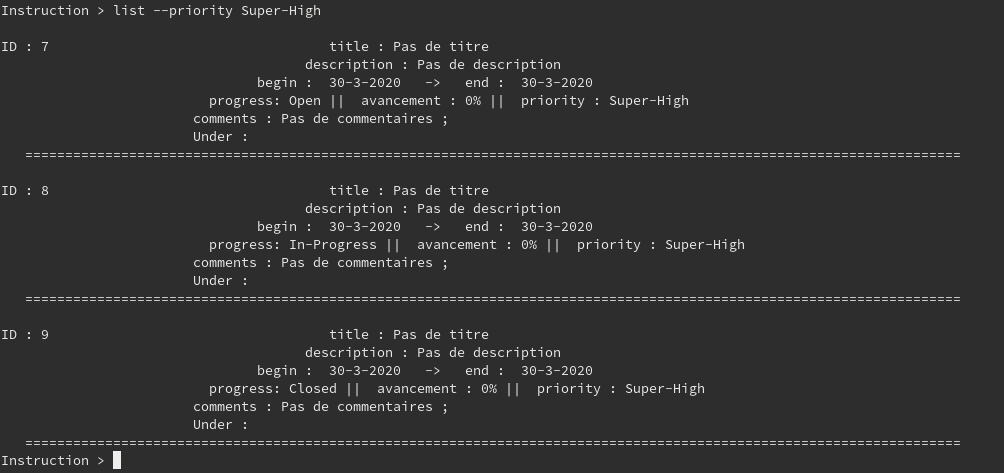 Instruction > list --priority Super-High
ID : 7 title : Pas de titre
description : Pas de description
begin : 30-3-2020 -> end : 30-3-2020
progress: Open || avancement : 0% || priority : Super-High
comments : Pas de commentaires ;
Under :
=====================================================================================================================
ID : 8 title : Pas de titre
description : Pas de description
begin : 30-3-2020 -> end : 30-3-2020
progress: In-Progress || avancement : 0% || priority : Super-High
comments : Pas de commentaires ;
Under :
=====================================================================================================================
ID : 9 title : Pas de titre
description : Pas de description
begin : 30-3-2020 -> end : 30-3-2020
progress: Closed || avancement : 0% || priority : Super-High
comments : Pas de commentaires ;
Under :
=====================================================================================================================
Instruction >